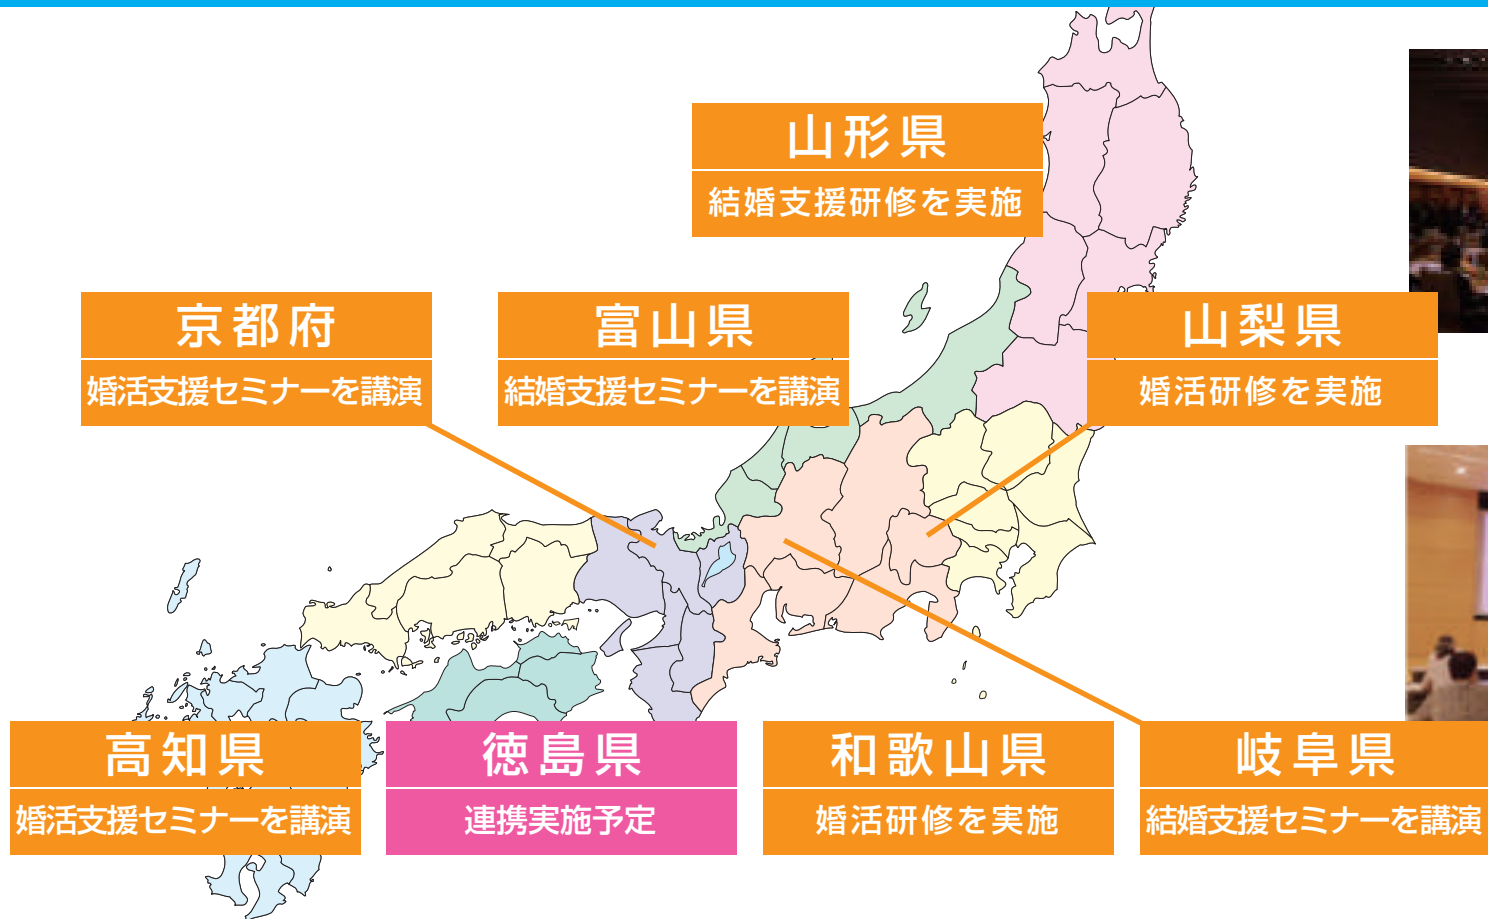 山形県
結婚支援研修を実施
京都府
婚活支援セミナーを講演
富山県
結婚支援セミナーを講演
山梨県
婚活研修を実施
高知県
婚活支援セミナーを講演
徳島県
連携実施予定
和歌山県
婚活研修を実施
岐阜県
結婚支援セミナーを講演